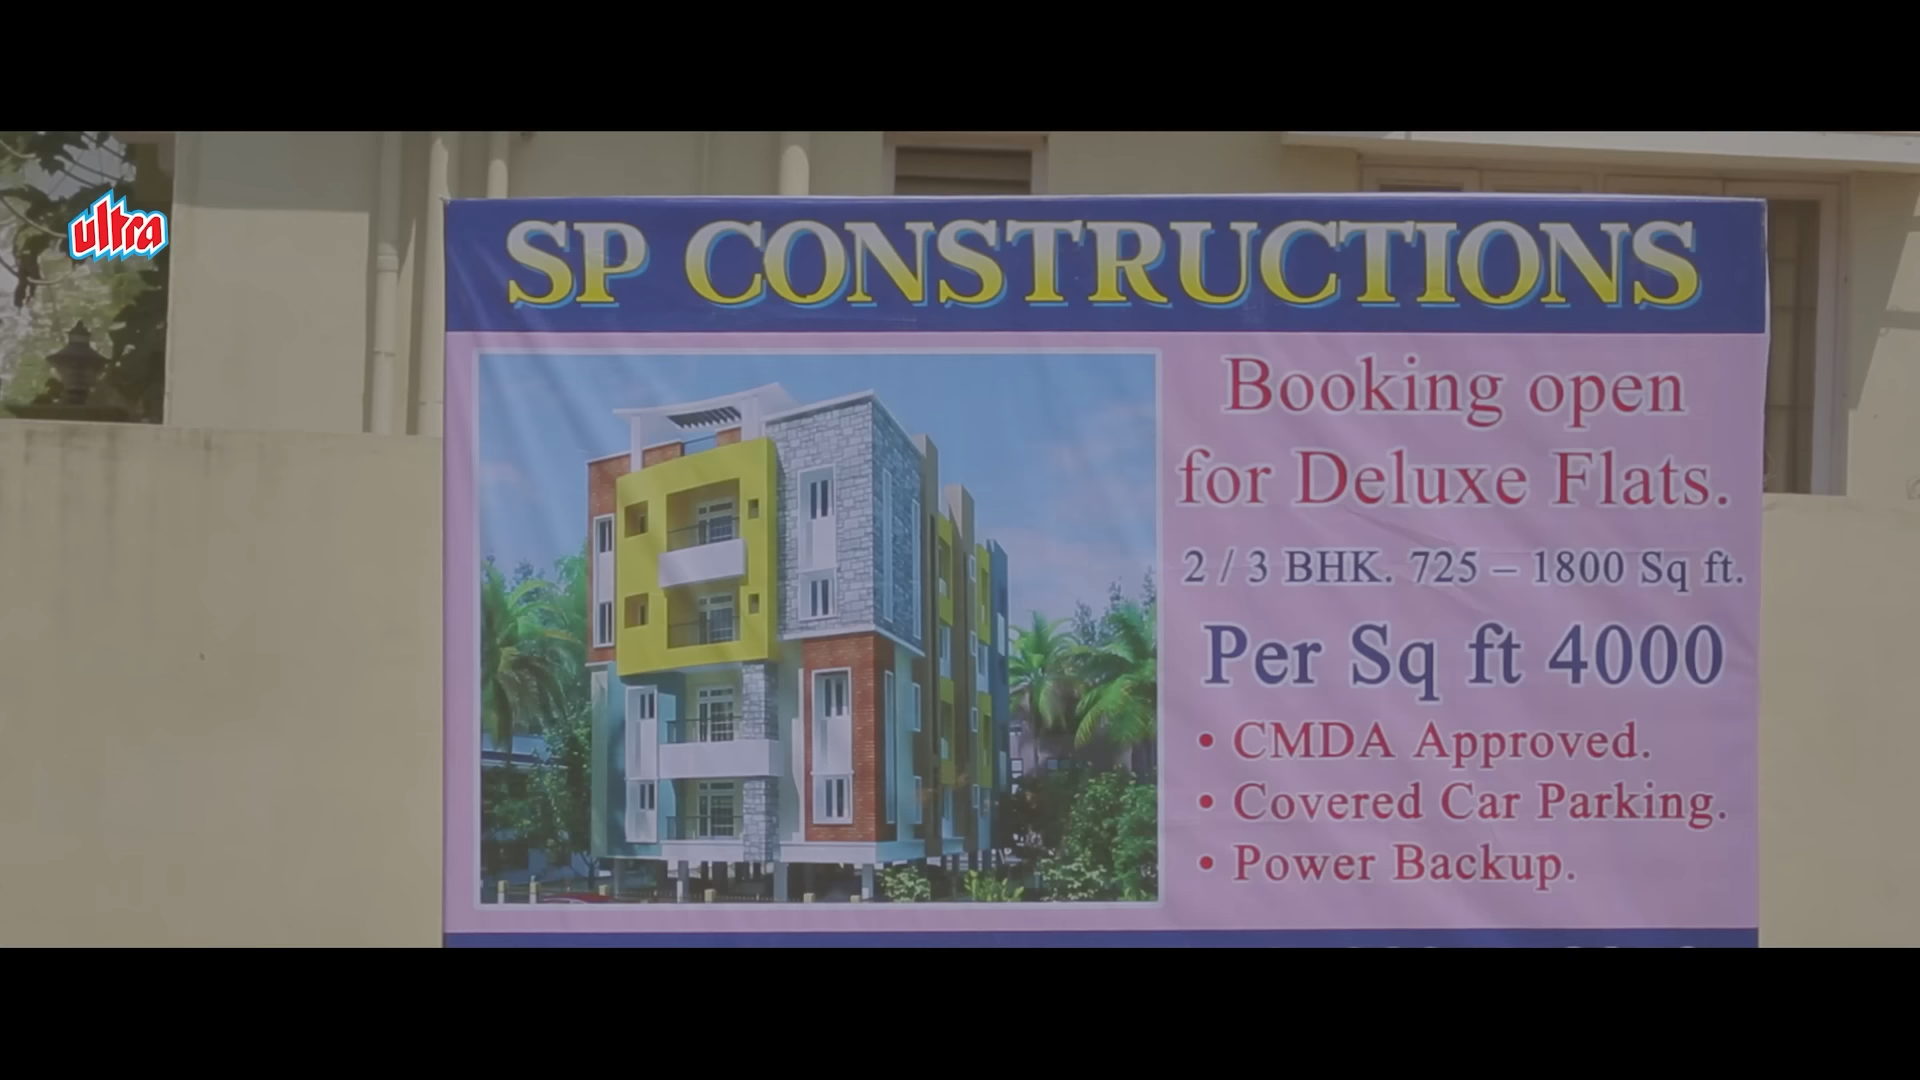 ultra
SP CONSTRUCTIONS
Booking open
for Deluxe Flats.
2 / 3 BHK. 725 – 1800 Sq ft.
Per Sq ft 4000
• CMDA Approved.
• Covered Car Parking.
• Power Backup.